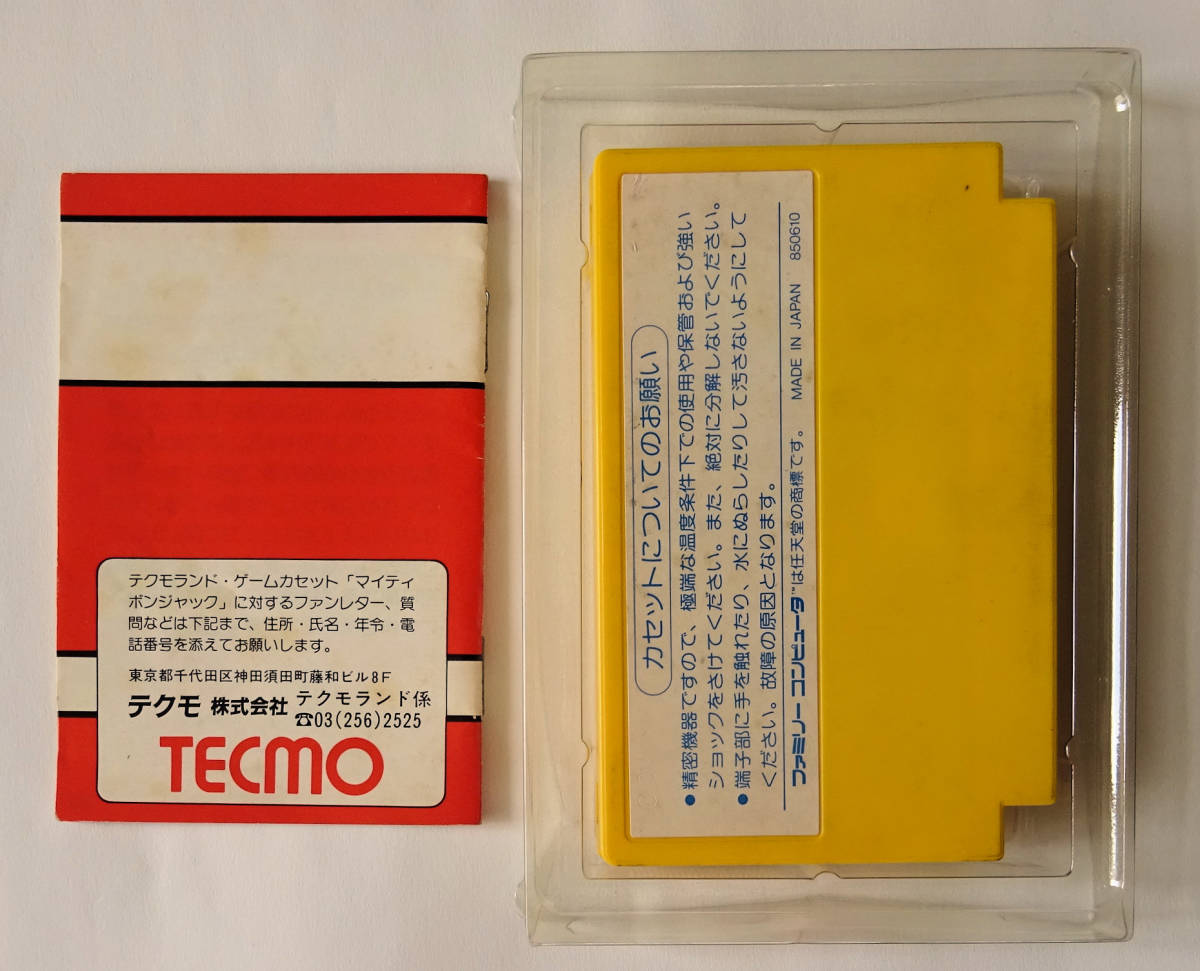 テクモランド・ゲームカセット「マイティ
ボンジャック」に対するファンレター、質
問などは下記まで、住所・氏名・年令・電
話番号を添えてお願いします。
東京都千代田区神田須田町藤和ビル8F
テクモ 株式会社 テクモランド係
☎03(256)2525
TECMO
カセットについてのお願い
●精密機器ですので、極端な温度条件下での使用や保管および強い
ショックをさけてください。また、絶対に分解しないでください。
●端子部に手を触れたり、水にぬらしたりして汚さないようにして
ください。故障の原因となります。
ファミリーコンピュータ™は任天堂の商標です。 MADE IN JAPAN 850610